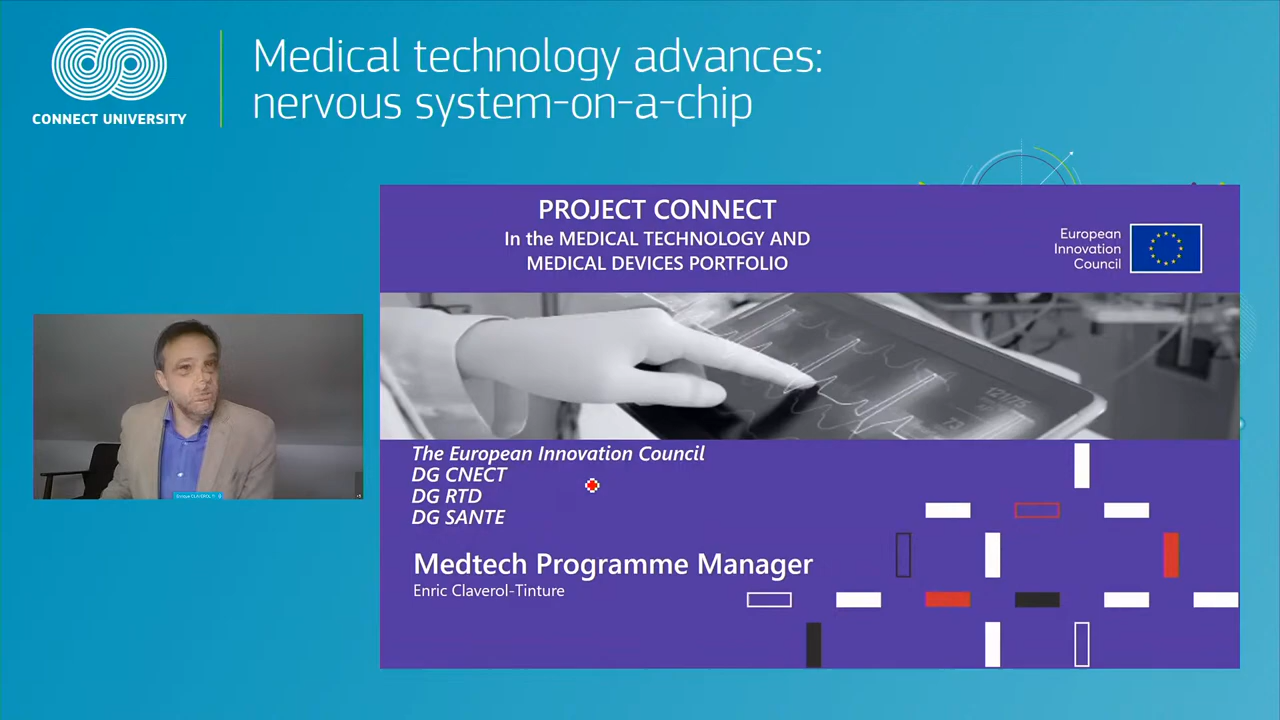 CONNECT UNIVERSITY
Medical technology advances:
nervous system-on-a-chip
PROJECT CONNECT
In the MEDICAL TECHNOLOGY AND
MEDICAL DEVICES PORTFOLIO
European
Innovation
Council
The European Innovation Council
DG CNECT
DG RTD
DG SANTE
Medtech Programme Manager
Enric Claverol-Tinture